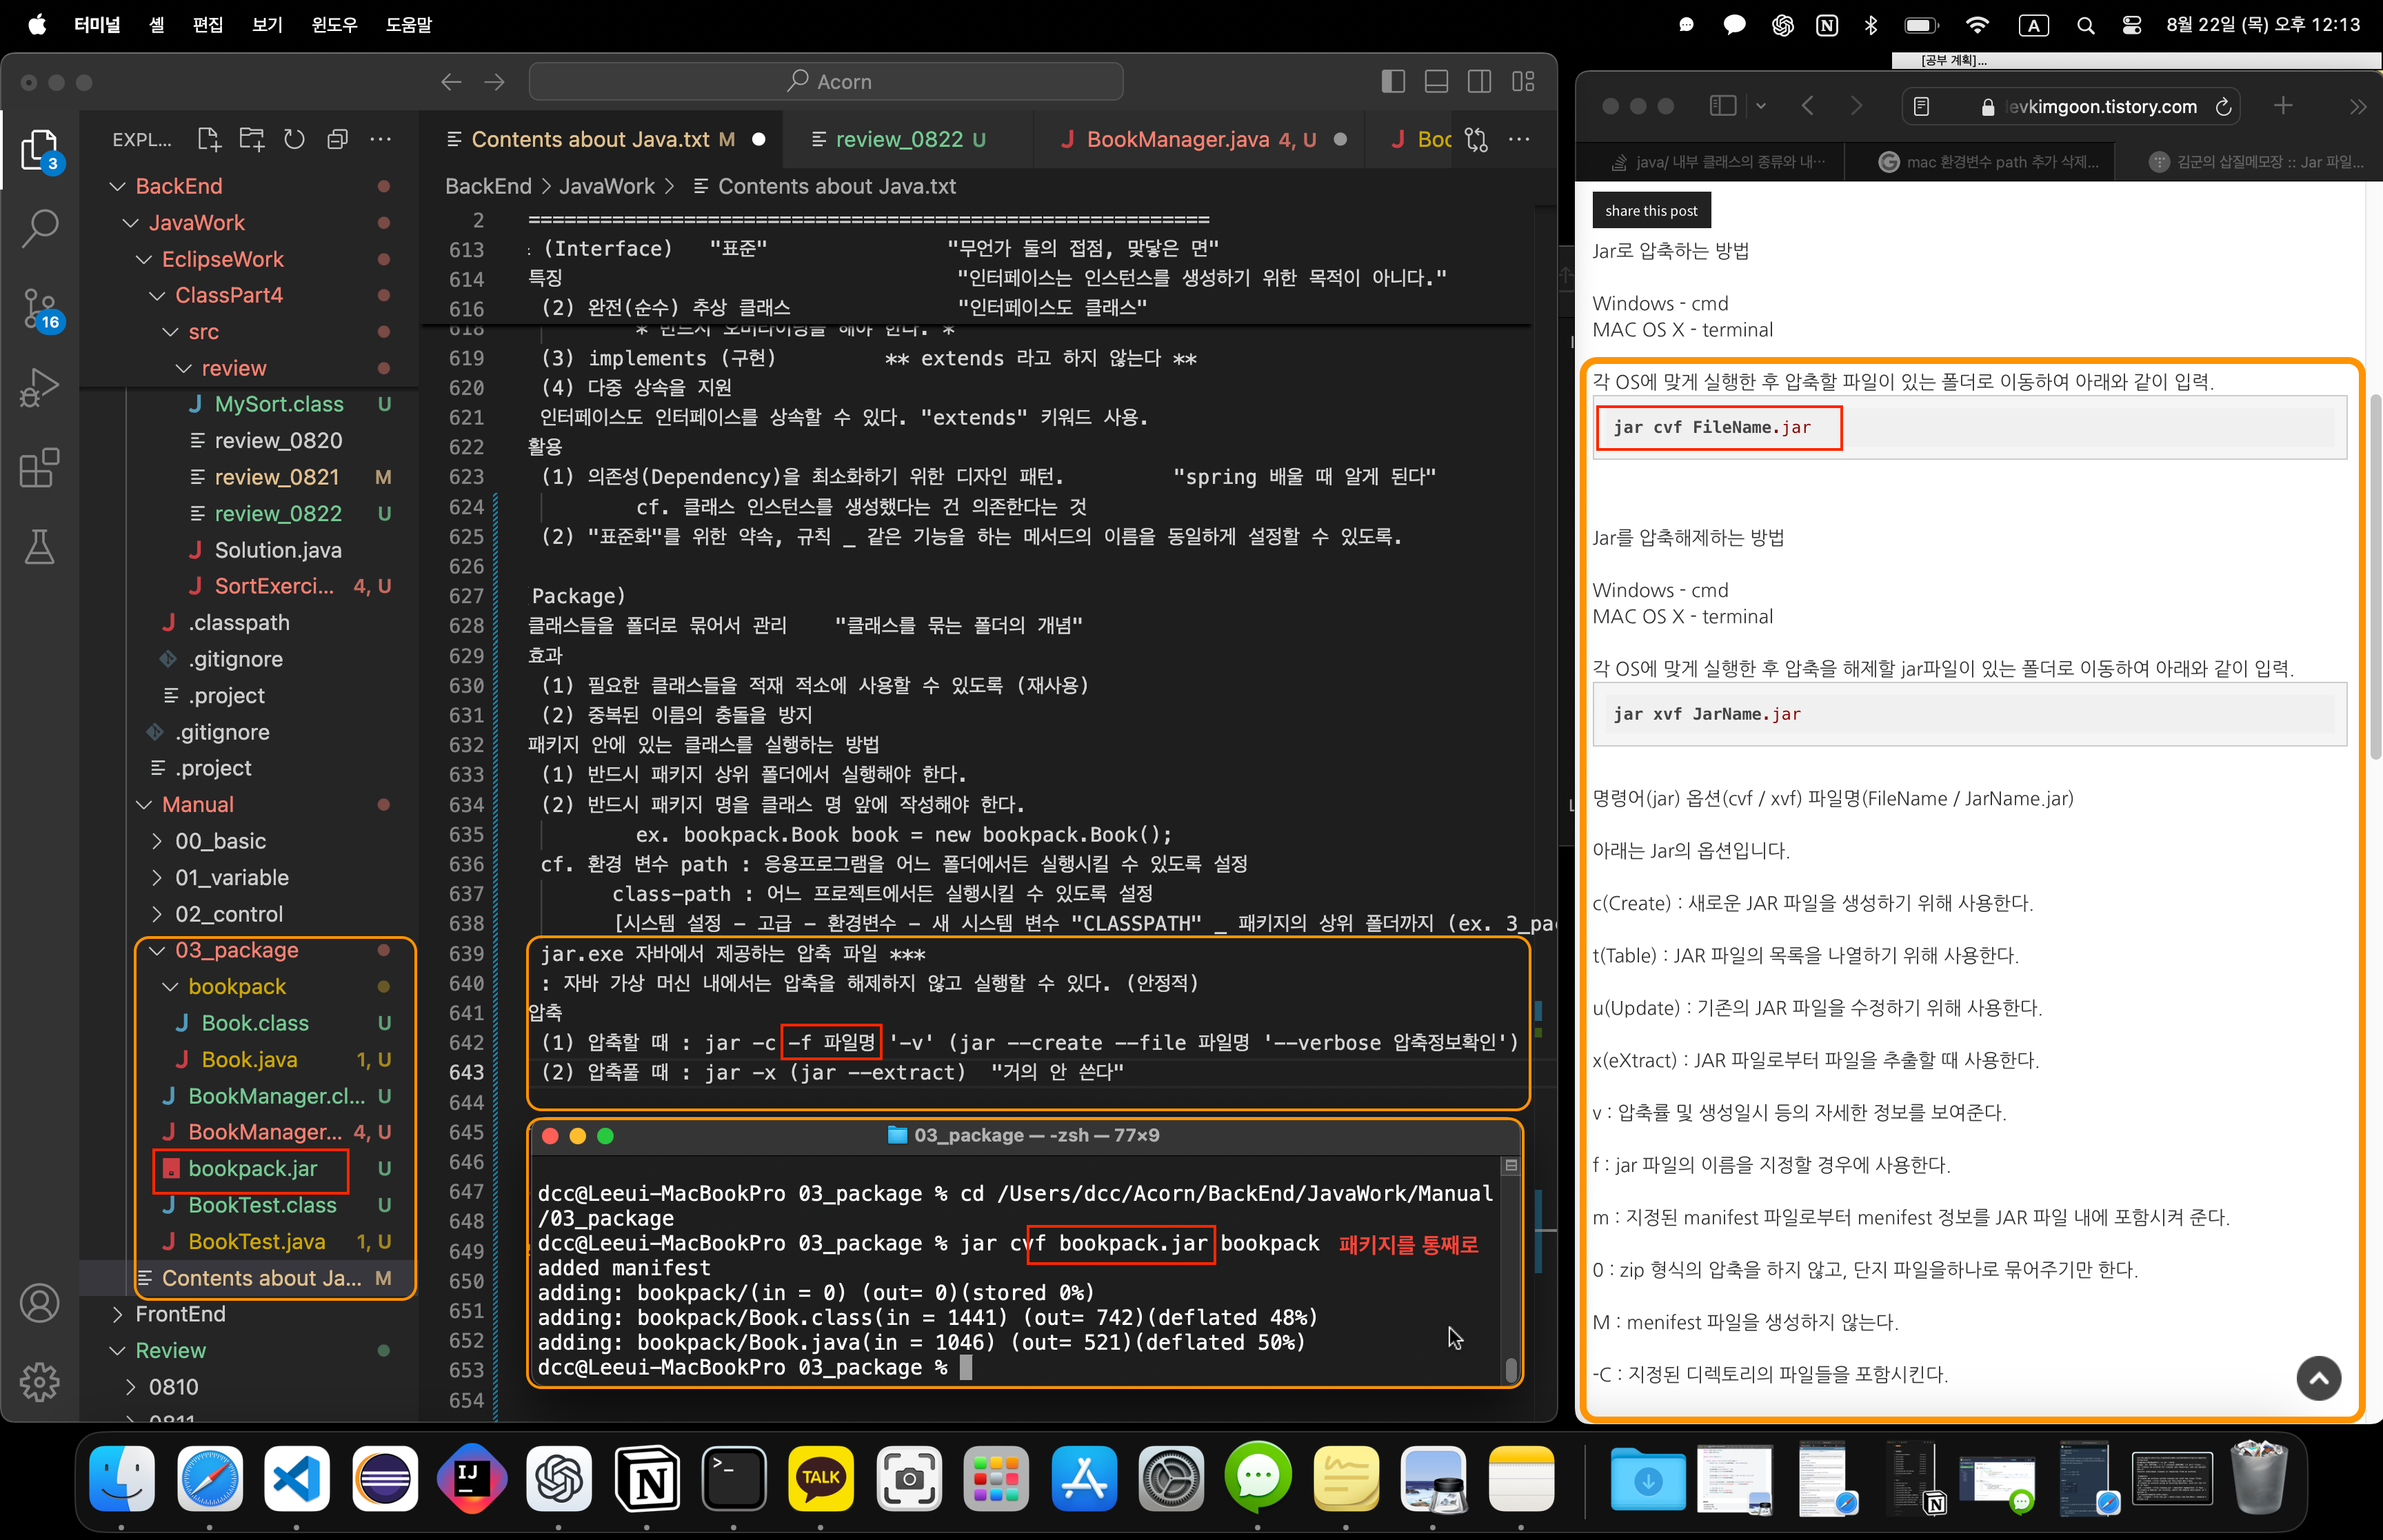 터미널 셸 편집 보기 윈도우 도움말
A 8월 22일 (목) 오후 12:13
[공부 계획]...
Acorn
3
16
EXPL...
BackEnd
JavaWork
EclipseWork
ClassPart4
src
review
MySort.class U
review_0820
review_0821 M
review_0822 U
Solution.java
SortExerci... 4, U
.classpath
.gitignore
.project
.gitignore
.project
Manual
00_basic
01_variable
02_control
03_package
bookpack
Book.class U
Book.java 1, U
BookManager.cl... U
BookManager... 4, U
bookpack.jar U
BookTest.class U
BookTest.java 1, U
Contents about Ja... M
FrontEnd
Review
0810
0811
Contents about Java.txt M
review_0822 U
BookManager.java 4, U
Boo
BackEnd > JavaWork > Contents about Java.txt
2 =========================================================
613 : (Interface) "표준" "무언가 둘의 접점, 맞닿은 면"
614 특징 "인터페이스는 인스턴스를 생성하기 위한 목적이 아니다."
616 (2) 완전(순수) 추상 클래스 "인터페이스도 클래스"
618 * 반드시 오버라이딩을 해야 한다. *
619 (3) implements (구현) ** extends 라고 하지 않는다 **
620 (4) 다중 상속을 지원
621 인터페이스도 인터페이스를 상속할 수 있다. "extends" 키워드 사용.
622 활용
623 (1) 의존성(Dependency)을 최소화하기 위한 디자인 패턴. "spring 배울 때 알게 된다"
624 cf. 클래스 인스턴스를 생성했다는 건 의존한다는 것
625 (2) "표준화"를 위한 약속, 규칙 _ 같은 기능을 하는 메서드의 이름을 동일하게 설정할 수 있도록.
626
627 Package)
628 클래스들을 폴더로 묶어서 관리 "클래스를 묶는 폴더의 개념"
629 효과
630 (1) 필요한 클래스들을 적재 적소에 사용할 수 있도록 (재사용)
631 (2) 중복된 이름의 충돌을 방지
632 패키지 안에 있는 클래스를 실행하는 방법
633 (1) 반드시 패키지 상위 폴더에서 실행해야 한다.
634 (2) 반드시 패키지 명을 클래스 명 앞에 작성해야 한다.
635 ex. bookpack.Book book = new bookpack.Book();
636 cf. 환경 변수 path : 응용프로그램을 어느 폴더에서든 실행시킬 수 있도록 설정
637 class-path : 어느 프로젝트에서든 실행시킬 수 있도록 설정
638 [시스템 설정 - 고급 - 환경변수 - 새 시스템 변수 "CLASSPATH" _ 패키지의 상위 폴더까지 (ex. 3_pa
639 jar.exe 자바에서 제공하는 압축 파일 ***
640 : 자바 가상 머신 내에서는 압축을 해제하지 않고 실행할 수 있다. (안정적)
641 압축
642 (1) 압축할 때 : jar -c -f 파일명 '-v' (jar --create --file 파일명 '--verbose 압축정보확인')
643 (2) 압축풀 때 : jar -x (jar --extract) "거의 안 쓴다"
644
645
646
647
648
649
650
651
652
653
654
03_package — -zsh — 77×9
dcc@Leeui-MacBookPro 03_package % cd /Users/dcc/Acorn/BackEnd/JavaWork/Manual
/03_package
dcc@Leeui-MacBookPro 03_package % jar cvf bookpack.jar bookpack 패키지를 통째로
added manifest
adding: bookpack/(in = 0) (out= 0)(stored 0%)
adding: bookpack/Book.class(in = 1441) (out= 742)(deflated 48%)
adding: bookpack/Book.java(in = 1046) (out= 521)(deflated 50%)
dcc@Leeui-MacBookPro 03_package %
evkimgoon.tistory.com
java/ 내부 클래스의 종류와 내...
mac 환경변수 path 추가 삭제...
김군의 삽질메모장 :: Jar 파일...
share this post
Jar로 압축하는 방법
Windows - cmd
MAC OS X - terminal
각 OS에 맞게 실행한 후 압축할 파일이 있는 폴더로 이동하여 아래와 같이 입력.
jar cvf FileName.jar
Jar를 압축해제하는 방법
Windows - cmd
MAC OS X - terminal
각 OS에 맞게 실행한 후 압축을 해제할 jar파일이 있는 폴더로 이동하여 아래와 같이 입력.
jar xvf JarName.jar
명령어(jar) 옵션(cvf / xvf) 파일명(FileName / JarName.jar)
아래는 Jar의 옵션입니다.
c(Create) : 새로운 JAR 파일을 생성하기 위해 사용한다.
t(Table) : JAR 파일의 목록을 나열하기 위해 사용한다.
u(Update) : 기존의 JAR 파일을 수정하기 위해 사용한다.
x(eXtract) : JAR 파일로부터 파일을 추출할 때 사용한다.
v : 압축률 및 생성일시 등의 자세한 정보를 보여준다.
f : jar 파일의 이름을 지정할 경우에 사용한다.
m : 지정된 manifest 파일로부터 menifest 정보를 JAR 파일 내에 포함시켜 준다.
0 : zip 형식의 압축을 하지 않고, 단지 파일을하나로 묶어주기만 한다.
M : menifest 파일을 생성하지 않는다.
-C : 지정된 디렉토리의 파일들을 포함시킨다.
IJ
TALK